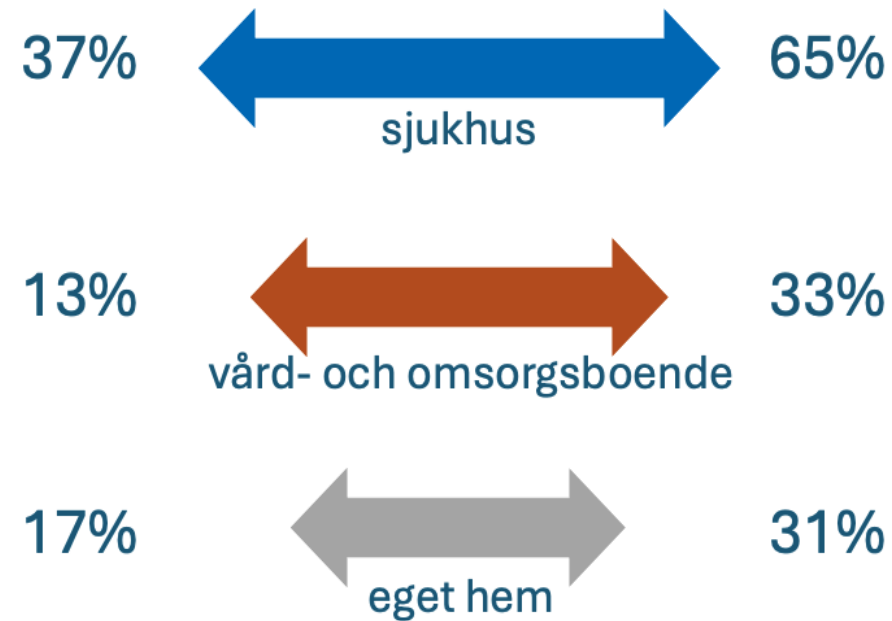 37% 65%
sjukhus
13% 33%
vård- och omsorgsboende
17% 31%
eget hem